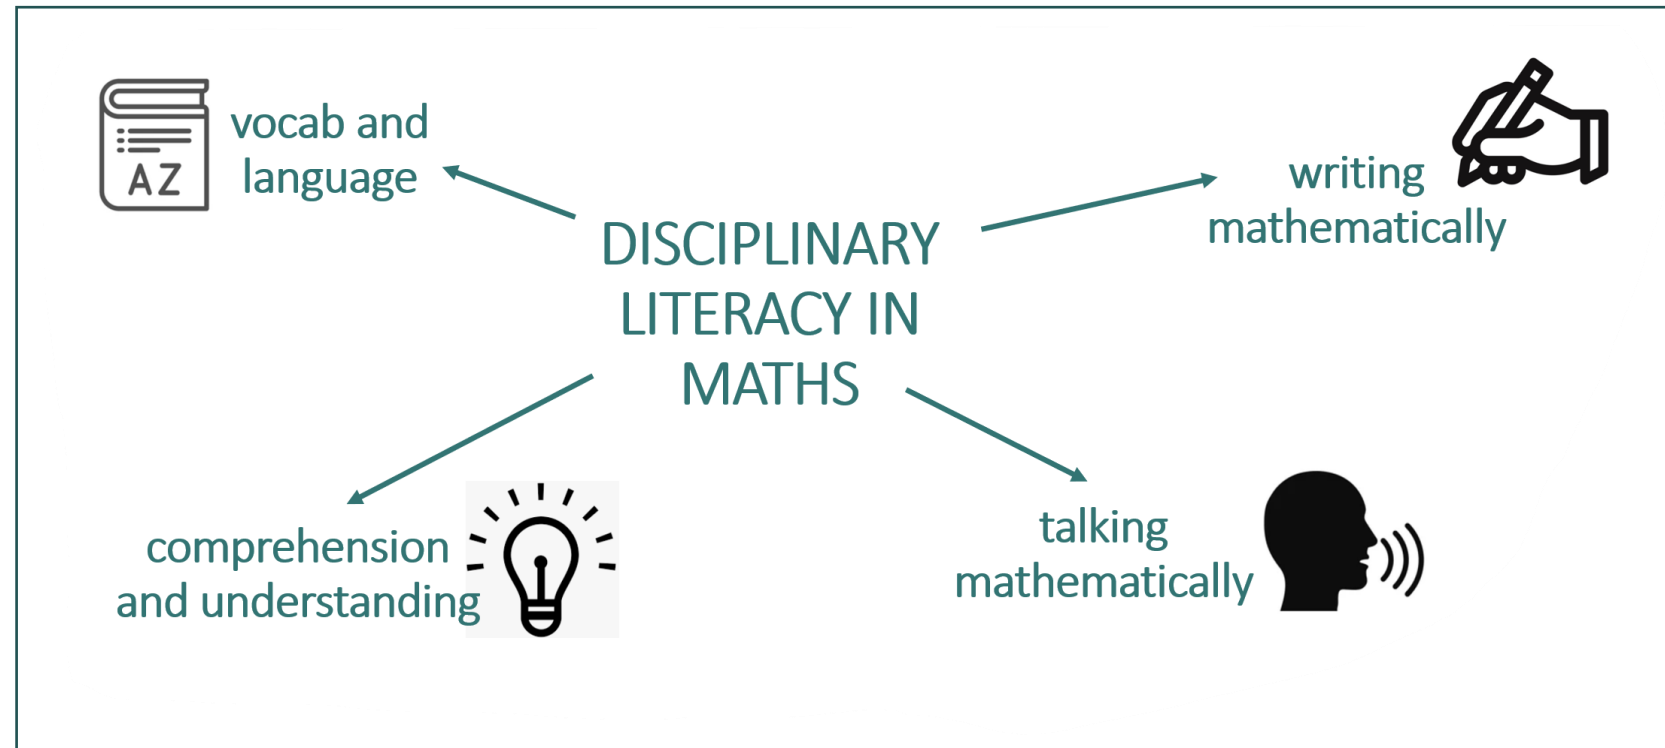 AZ
vocab and
language
writing
mathematically
DISCIPLINARY
LITERACY IN
MATHS
comprehension
and understanding
talking
mathematically